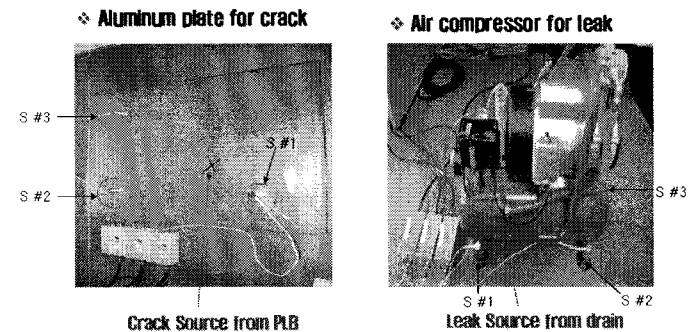 ❖ Aluminum plate for crack
❖ Air compressor for leak
S #3
S #1
S #2
Crack Source from PLB
S #3
S #1
S #2
Leak Source from drain